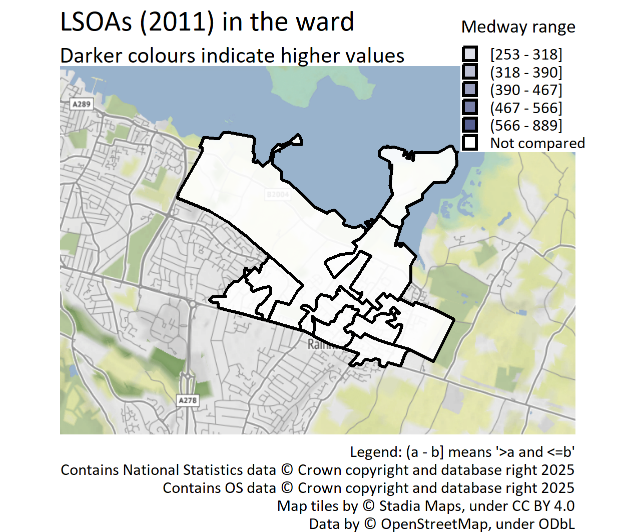 LSOAs (2011) in the ward
Darker colours indicate higher values
Medway range
[253 - 318]
(318 - 390]
(390 - 467]
(467 - 566]
(566 - 889]
Not compared
A289
A278
Legend: (a - b] means '>a and <=b'
Contains National Statistics data © Crown copyright and database right 2025
Contains OS data © Crown copyright and database right 2025
Map tiles by © Stadia Maps, under CC BY 4.0
Data by © OpenStreetMap, under ODbL